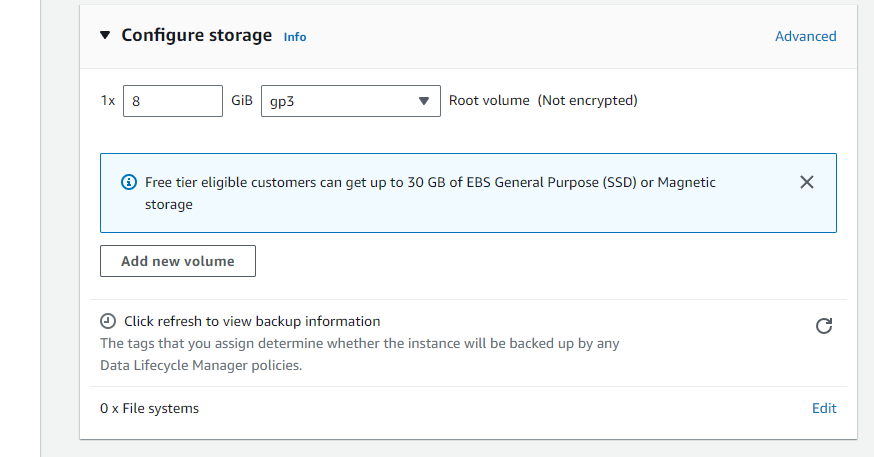 Configure storage Info Advanced
1x 8 GiB gp3 Root volume (Not encrypted)
Free tier eligible customers can get up to 30 GB of EBS General Purpose (SSD) or Magnetic
storage
Add new volume
Click refresh to view backup information
The tags that you assign determine whether the instance will be backed up by any
Data Lifecycle Manager policies.
0 x File systems Edit